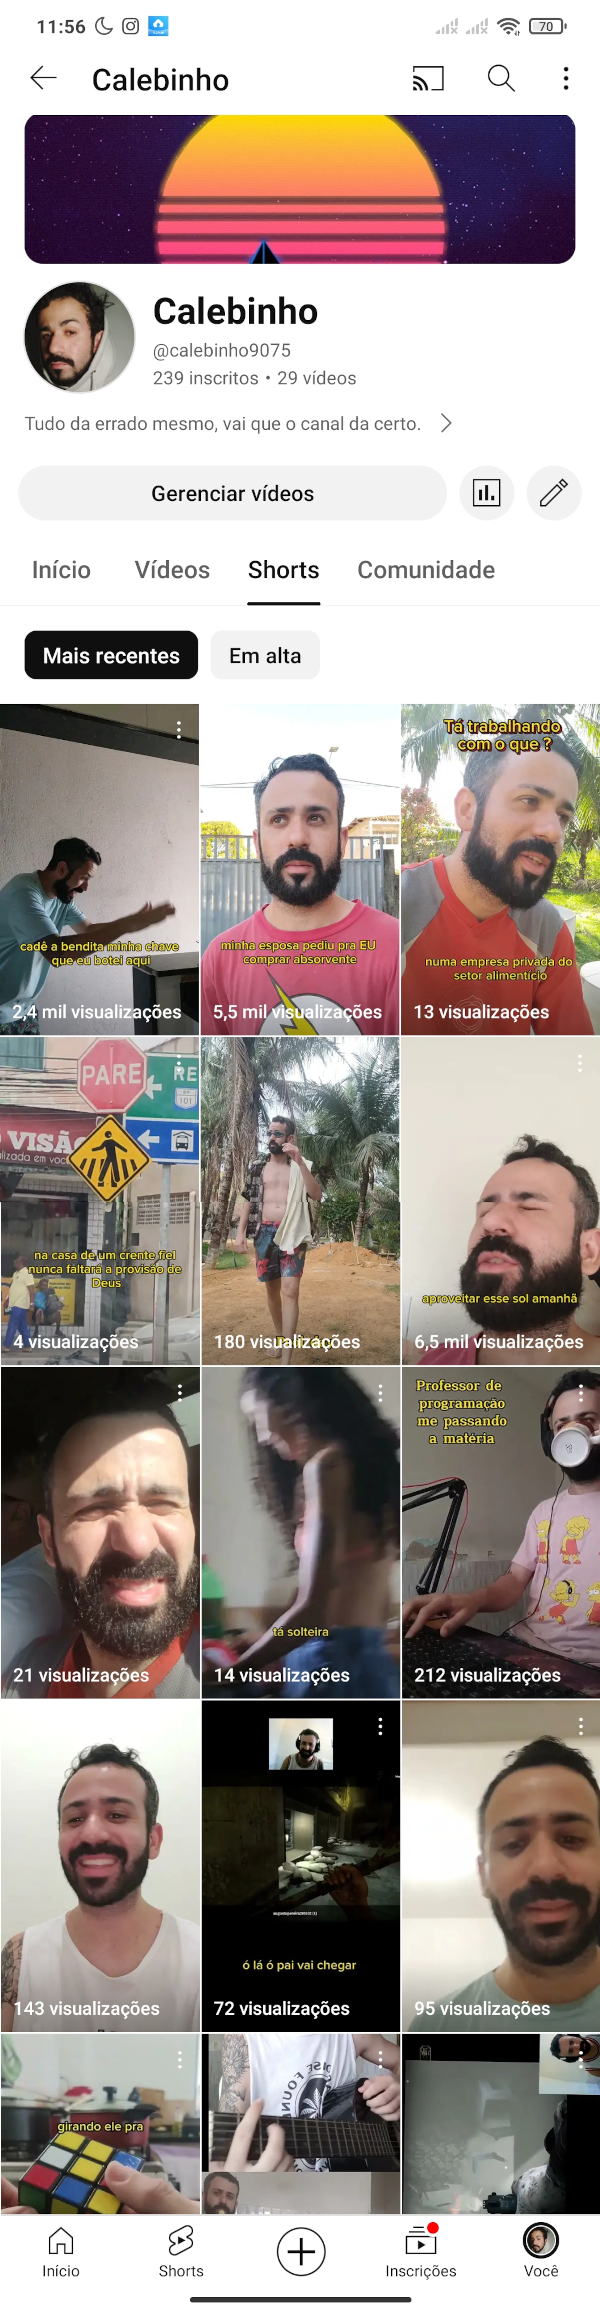 11:56
70
Calebinho
Calebinho
@calebinho9075
239 inscritos • 29 vídeos
Tudo da errado mesmo, vai que o canal da certo.
Gerenciar vídeos
Início
Vídeos
Shorts
Comunidade
Mais recentes
Em alta
cadê a bendita minha chave
que eu botei aqui
2,4 mil visualizações
minha esposa pediu pra EU
comprar absorvente
5,5 mil visualizações
Tá trabalhando
com o que ?
numa empresa privada do
setor alimentício
13 visualizações
PARE
RE
101
VISÃO
na casa de um crente fiel
nunca faltará a provisão de
Deus
4 visualizações
180 visualizações
aproveitar esse sol amanhã
6,5 mil visualizações
21 visualizações
tá solteira
14 visualizações
Professor de
programação
me passando
a matéria
212 visualizações
143 visualizações
ó lá ó pai vai chegar
72 visualizações
95 visualizações
girando ele pra
Início
Shorts
Inscrições
Você